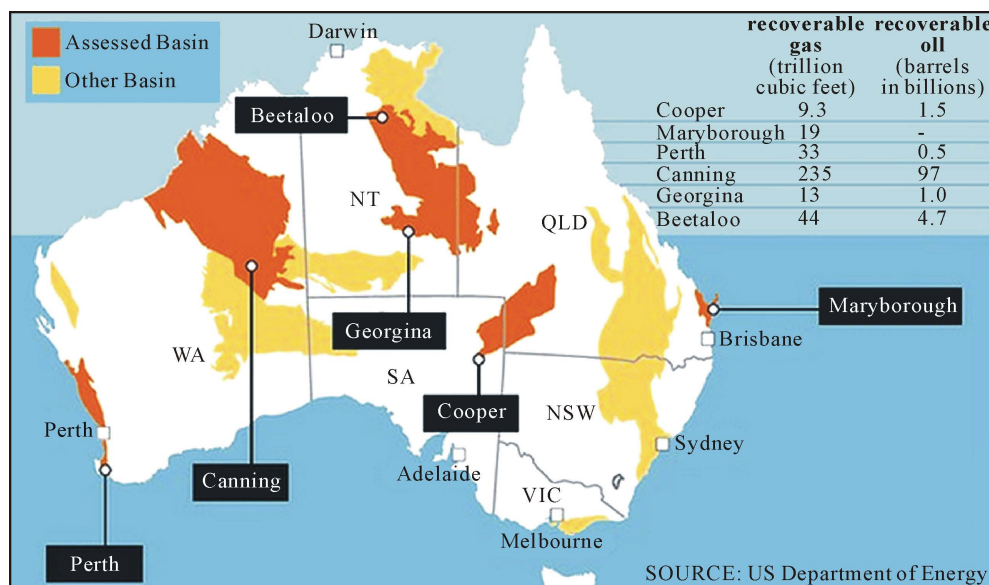 Assessed Basin
Other Basin
Darwin
recoverable gas (trillion cubic feet)
recoverable oll (barrels in billions)
Cooper 9.3 1.5
Maryborough 19 -
Perth 33 0.5
Canning 235 97
Georgina 13 1.0
Beetaloo 44 4.7
Beetaloo
NT
QLD
Georgina
Maryborough
Brisbane
WA
SA
Cooper
NSW
Perth
Sydney
Adelaide
Canning
VIC
Melbourne
Perth
SOURCE: US Department of Energy